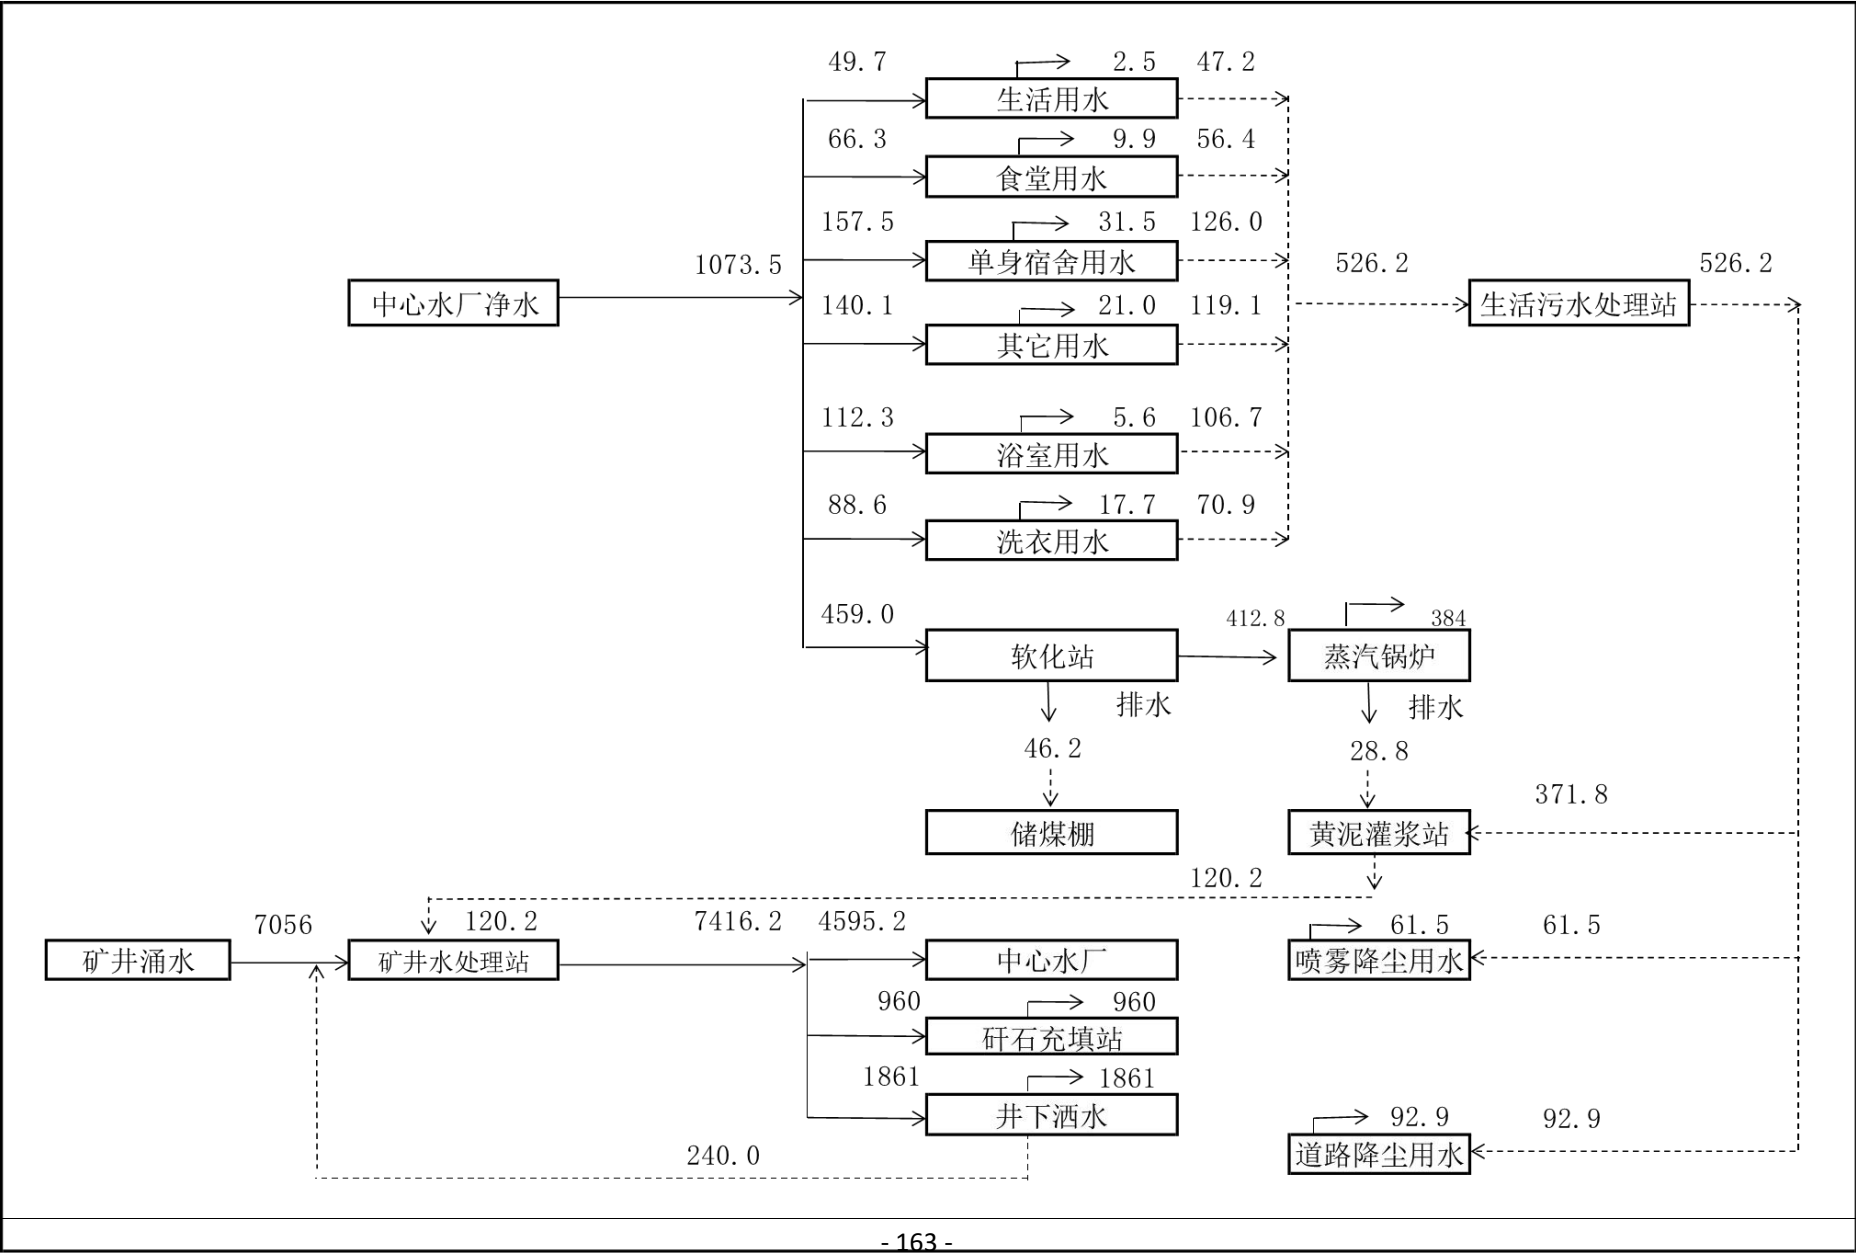 49.7
2.5
47.2
生活用水
66.3
9.9
56.4
食堂用水
157.5
31.5
126.0
单身宿舍用水
1073.5
中心水厂净水
526.2
生活污水处理站
526.2
140.1
21.0
119.1
其它用水
112.3
5.6
106.7
浴室用水
88.6
17.7
70.9
洗衣用水
459.0
软化站
412.8
384
蒸汽锅炉
排水
排水
46.2
28.8
371.8
储煤棚
黄泥灌浆站
120.2
7056
120.2
7416.2
4595.2
61.5
61.5
矿井涌水
矿井水处理站
中心水厂
喷雾降尘用水
960
960
矸石充填站
1861
1861
井下洒水
92.9
92.9
道路降尘用水
240.0
- 163 -